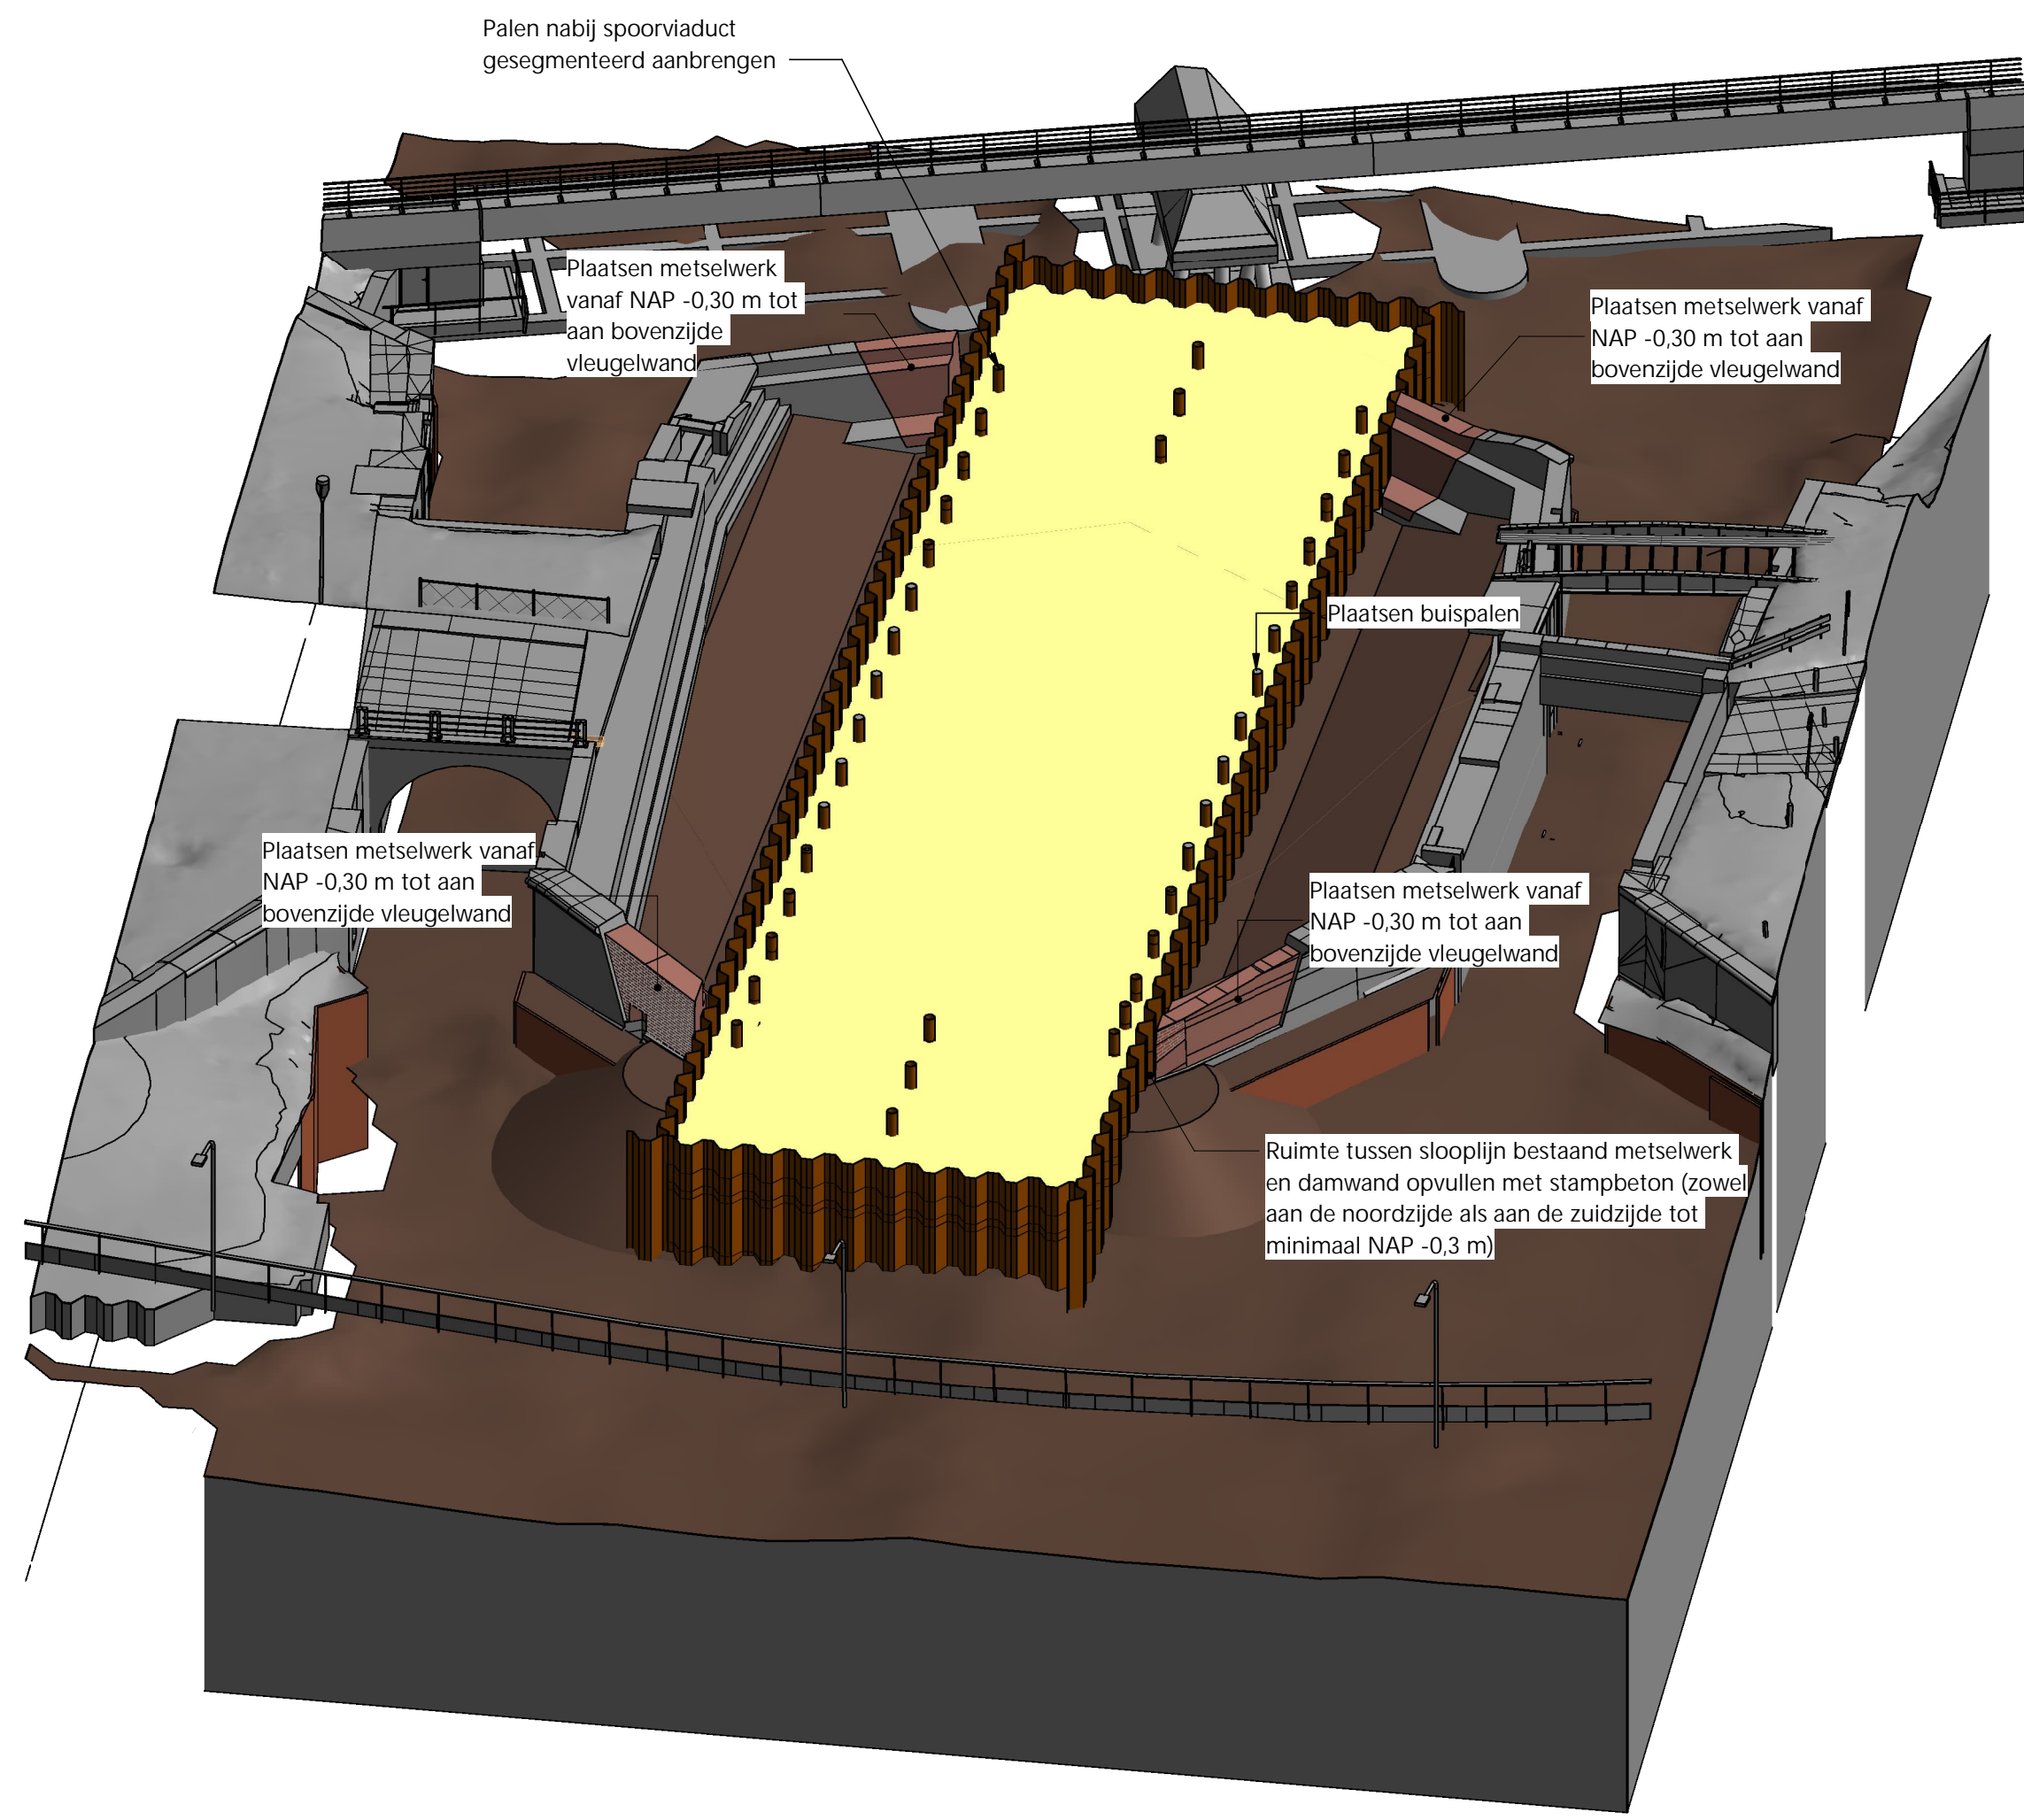 Palen nabij spoorviaduct
gesegmenteerd aanbrengen
Plaatsen metselwerk
vanaf NAP -0,30 m tot
aan bovenzijde
vleugelwand
Plaatsen metselwerk vanaf
NAP -0,30 m tot aan
bovenzijde vleugelwand
Plaatsen buispalen
Plaatsen metselwerk vanaf
NAP -0,30 m tot aan
bovenzijde vleugelwand
Plaatsen metselwerk vanaf
NAP -0,30 m tot aan
bovenzijde vleugelwand
Ruimte tussen slooplijn bestaand metselwerk
en damwand opvullen met stampbeton (zowel
aan de noordzijde als aan de zuidzijde tot
minimaal NAP -0,3 m)